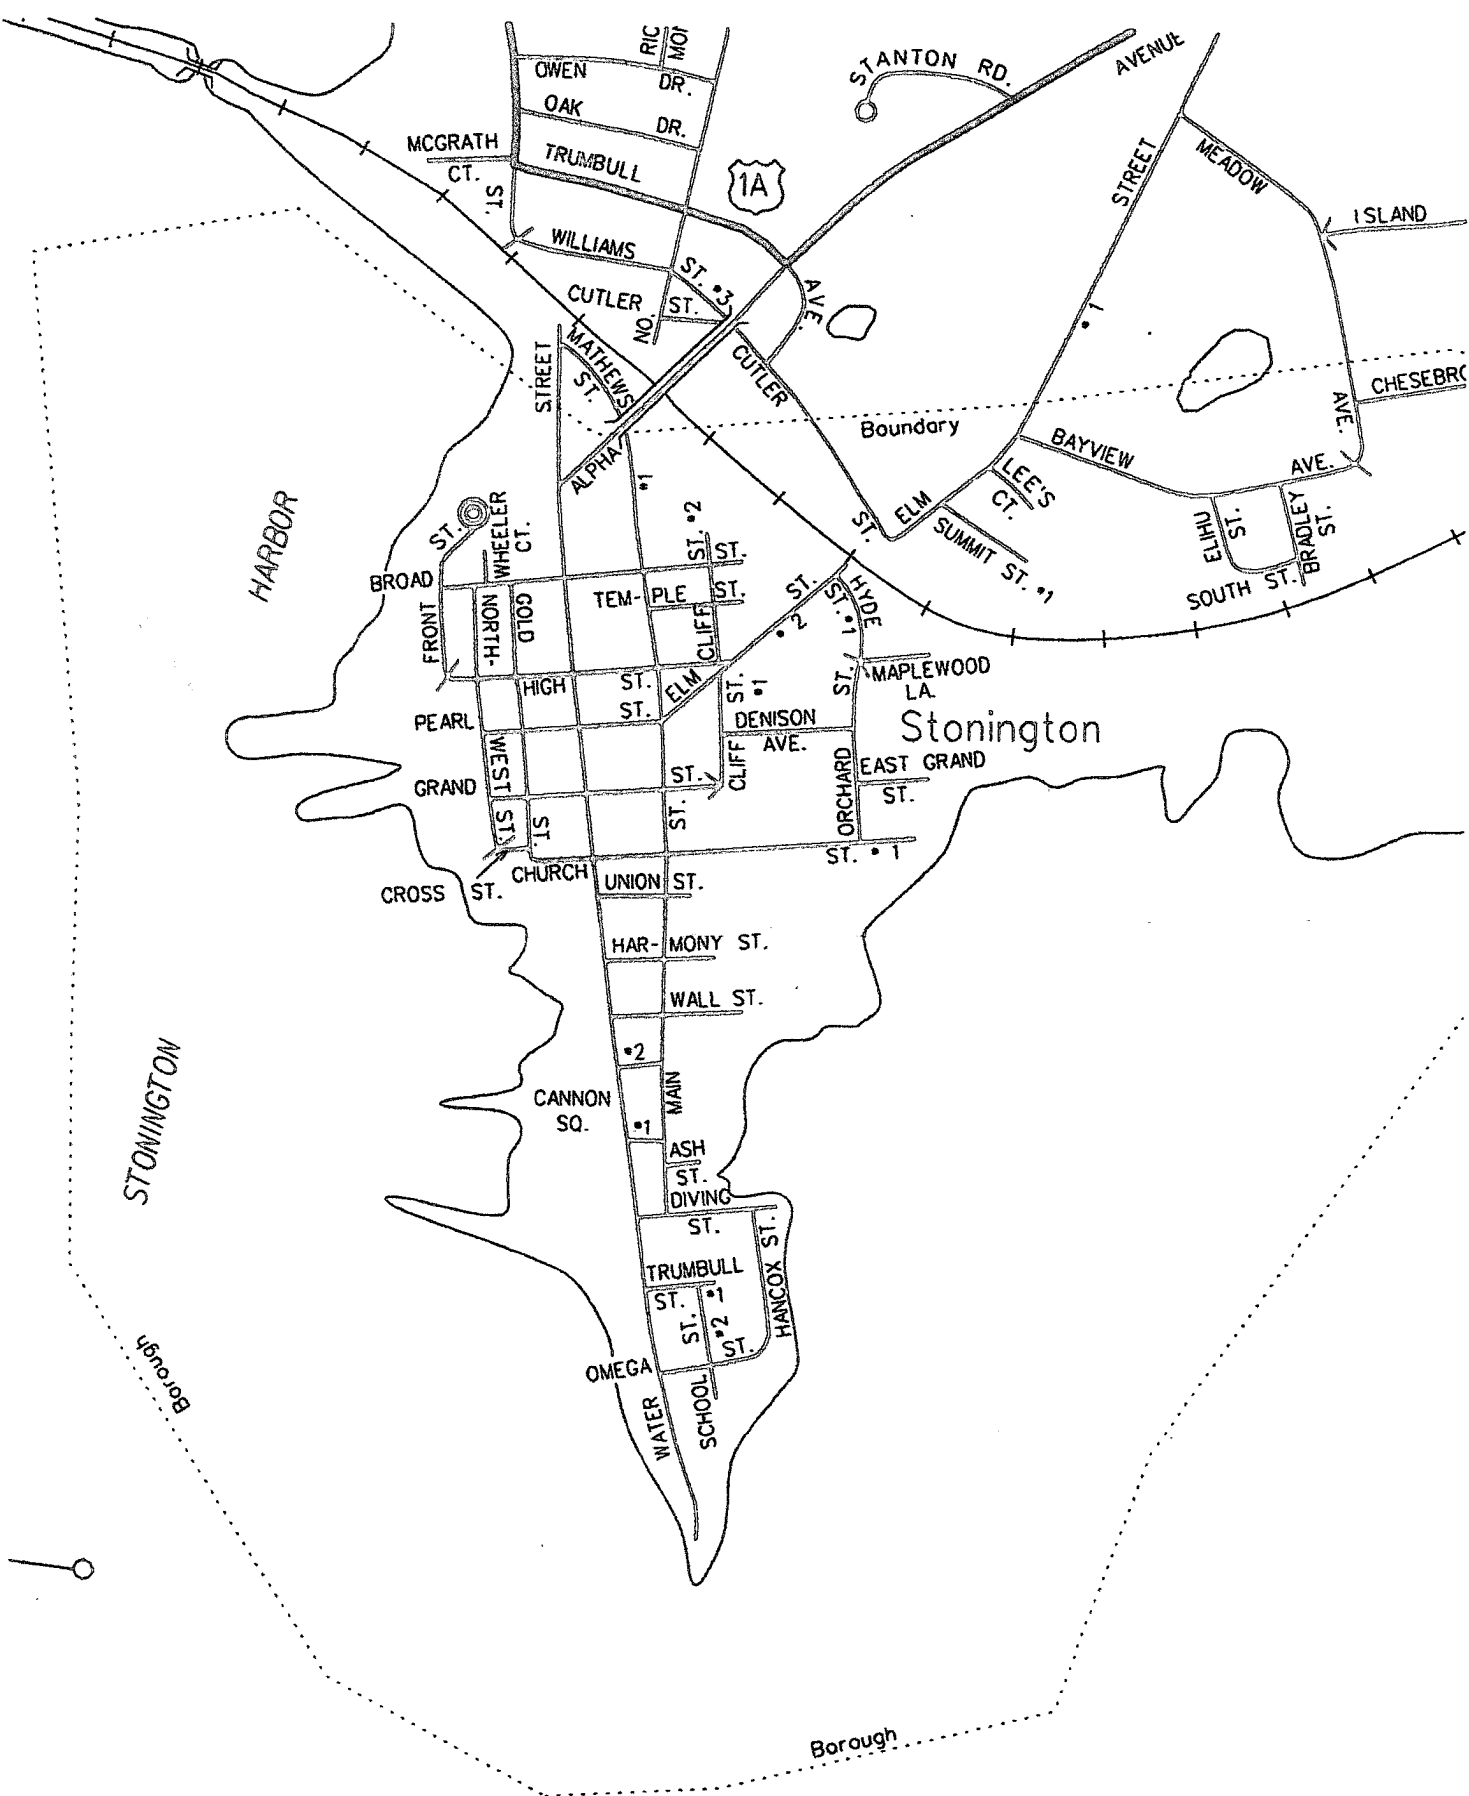 RIC
MO
OWEN
DR.
OAK
DR.
MCGRATH
CT.
TRUMBULL
ST.
1A
STANTON RD.
AVENUE
STREET
MEADOW
ISLAND
WILLIAMS
ST. •3
AVE.
CUTLER
ST.
NO.
MATHEWS
ST.
STREET
CUTLER
•1
Boundary
CHESEBRO
AVE.
BAYVIEW
AVE.
ALPHA
•1
LEE'S
CT.
ELM
ST.
SUMMIT ST. •1
ELIHU
ST.
BRADLEY
ST.
SOUTH ST.
HARBOR
ST.
WHEELER
CT.
ST. •2
ST.
BROAD
FRONT
NORTH-
GOLD
TEM- PLE
ST.
CLIFF
ST.
•2
ST. •1
HYDE
HIGH
ST.
ELM
ST. •1
ST.
MAPLEWOOD
LA.
PEARL
ST.
DENISON
AVE.
Stonington
WEST
GRAND
ST.
CLIFF
ORCHARD
EAST GRAND
ST.
ST.
ST.
ST.
CROSS ST.
CHURCH
ST. •1
UNION ST.
HAR- MONY ST.
WALL ST.
•2
CANNON
SQ.
MAIN
•1
STONINGTON
ASH
ST.
DIVING
ST.
HANCOX ST.
TRUMBULL
ST.
•1
ST. •2
ST.
OMEGA
WATER
SCHOOL
Borough
Borough